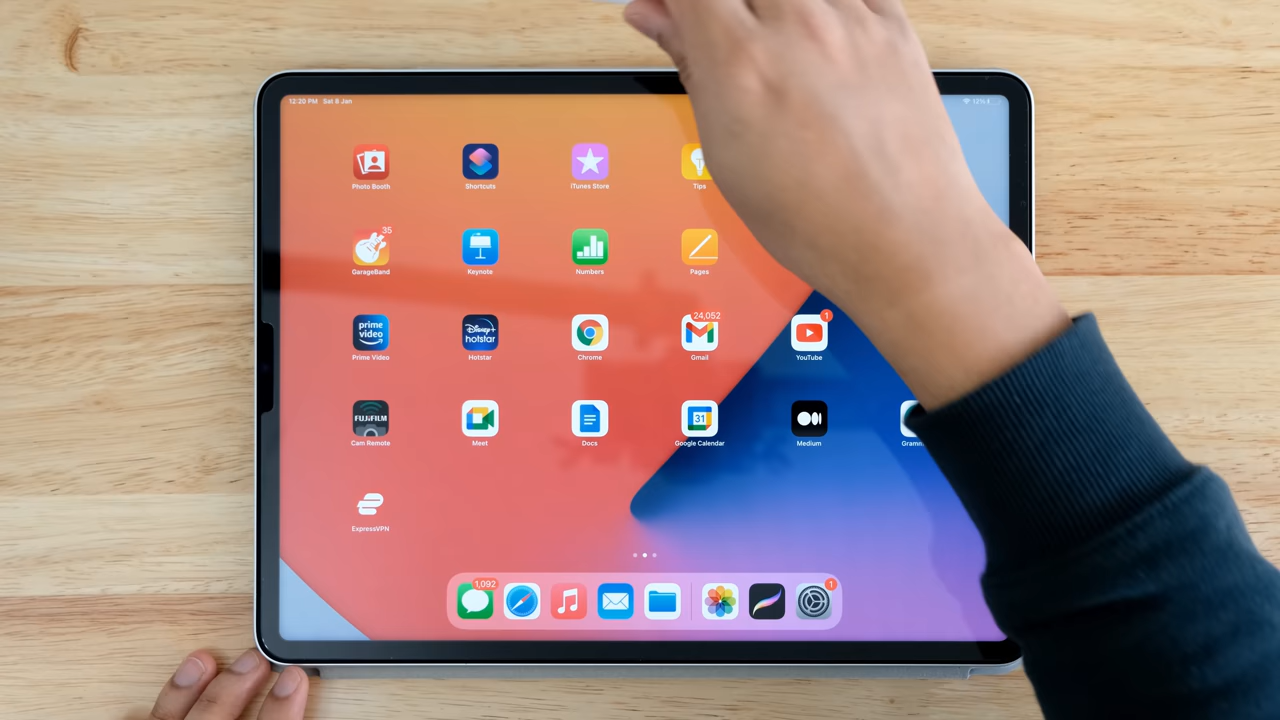 12:20 PM Sat 8 Jan 12%
Photo Booth Shortcuts iTunes Store Tips
35
GarageBand Keynote Numbers Pages
24,052 1
prime video
Disney+ hotstar
Prime Video Hotstar Chrome Gmail YouTube
FUJIFILM 31
Cam Remote Meet Docs Google Calendar Medium
ExpressVPN
1,092 1